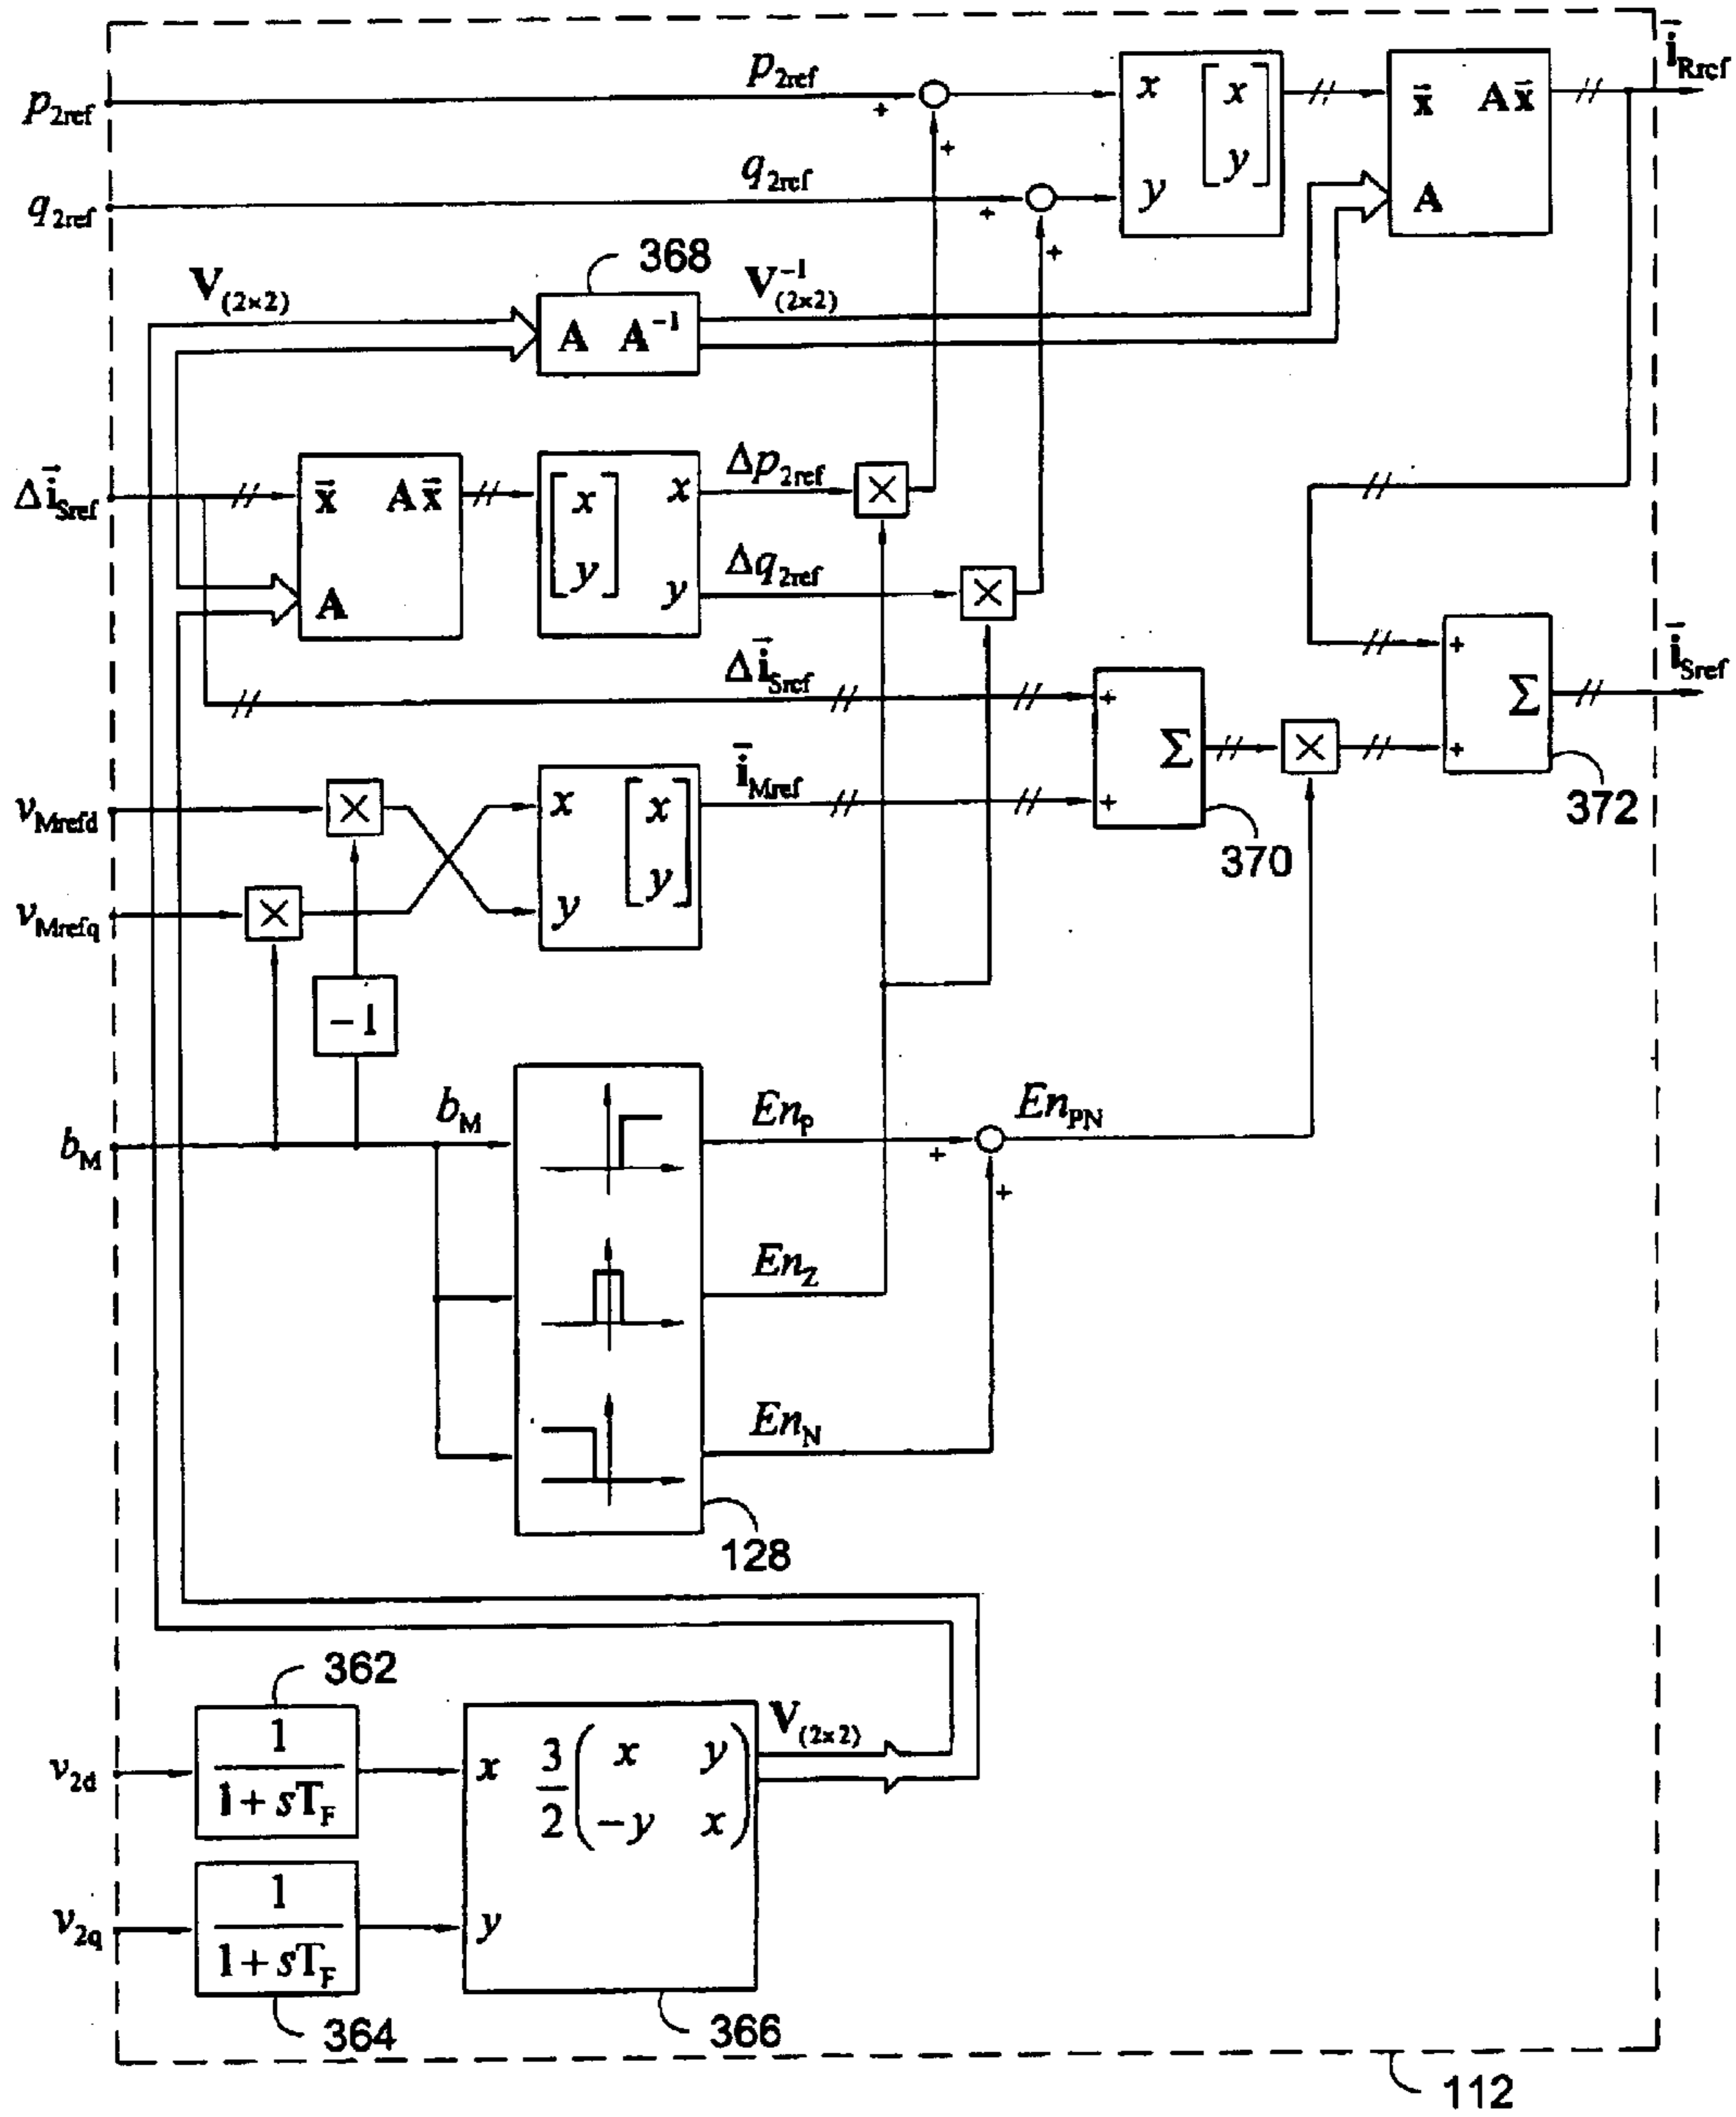 p2ref p2ref + + x y [x y] x⃗ Ax⃗ A i⃗Rref
q2ref q2ref + +
368
V(2×2) A A⁻¹ V⁻¹(2×2)
Δi⃗Sref x⃗ Ax⃗ A [x y] x y Δp2ref ×
Δq2ref ×
Δi⃗Sref + + Σ × + + Σ i⃗Sref
370 372
vMrefd × x y [x y] i⃗Mref
vMrefq ×
−1
bM bM EnP + + EnPN
EnZ
EnN
128
362
v2d 1/(1+sTF) x y 3/2 (x y −y x) V(2×2)
v2q 1/(1+sTF)
364 366
112